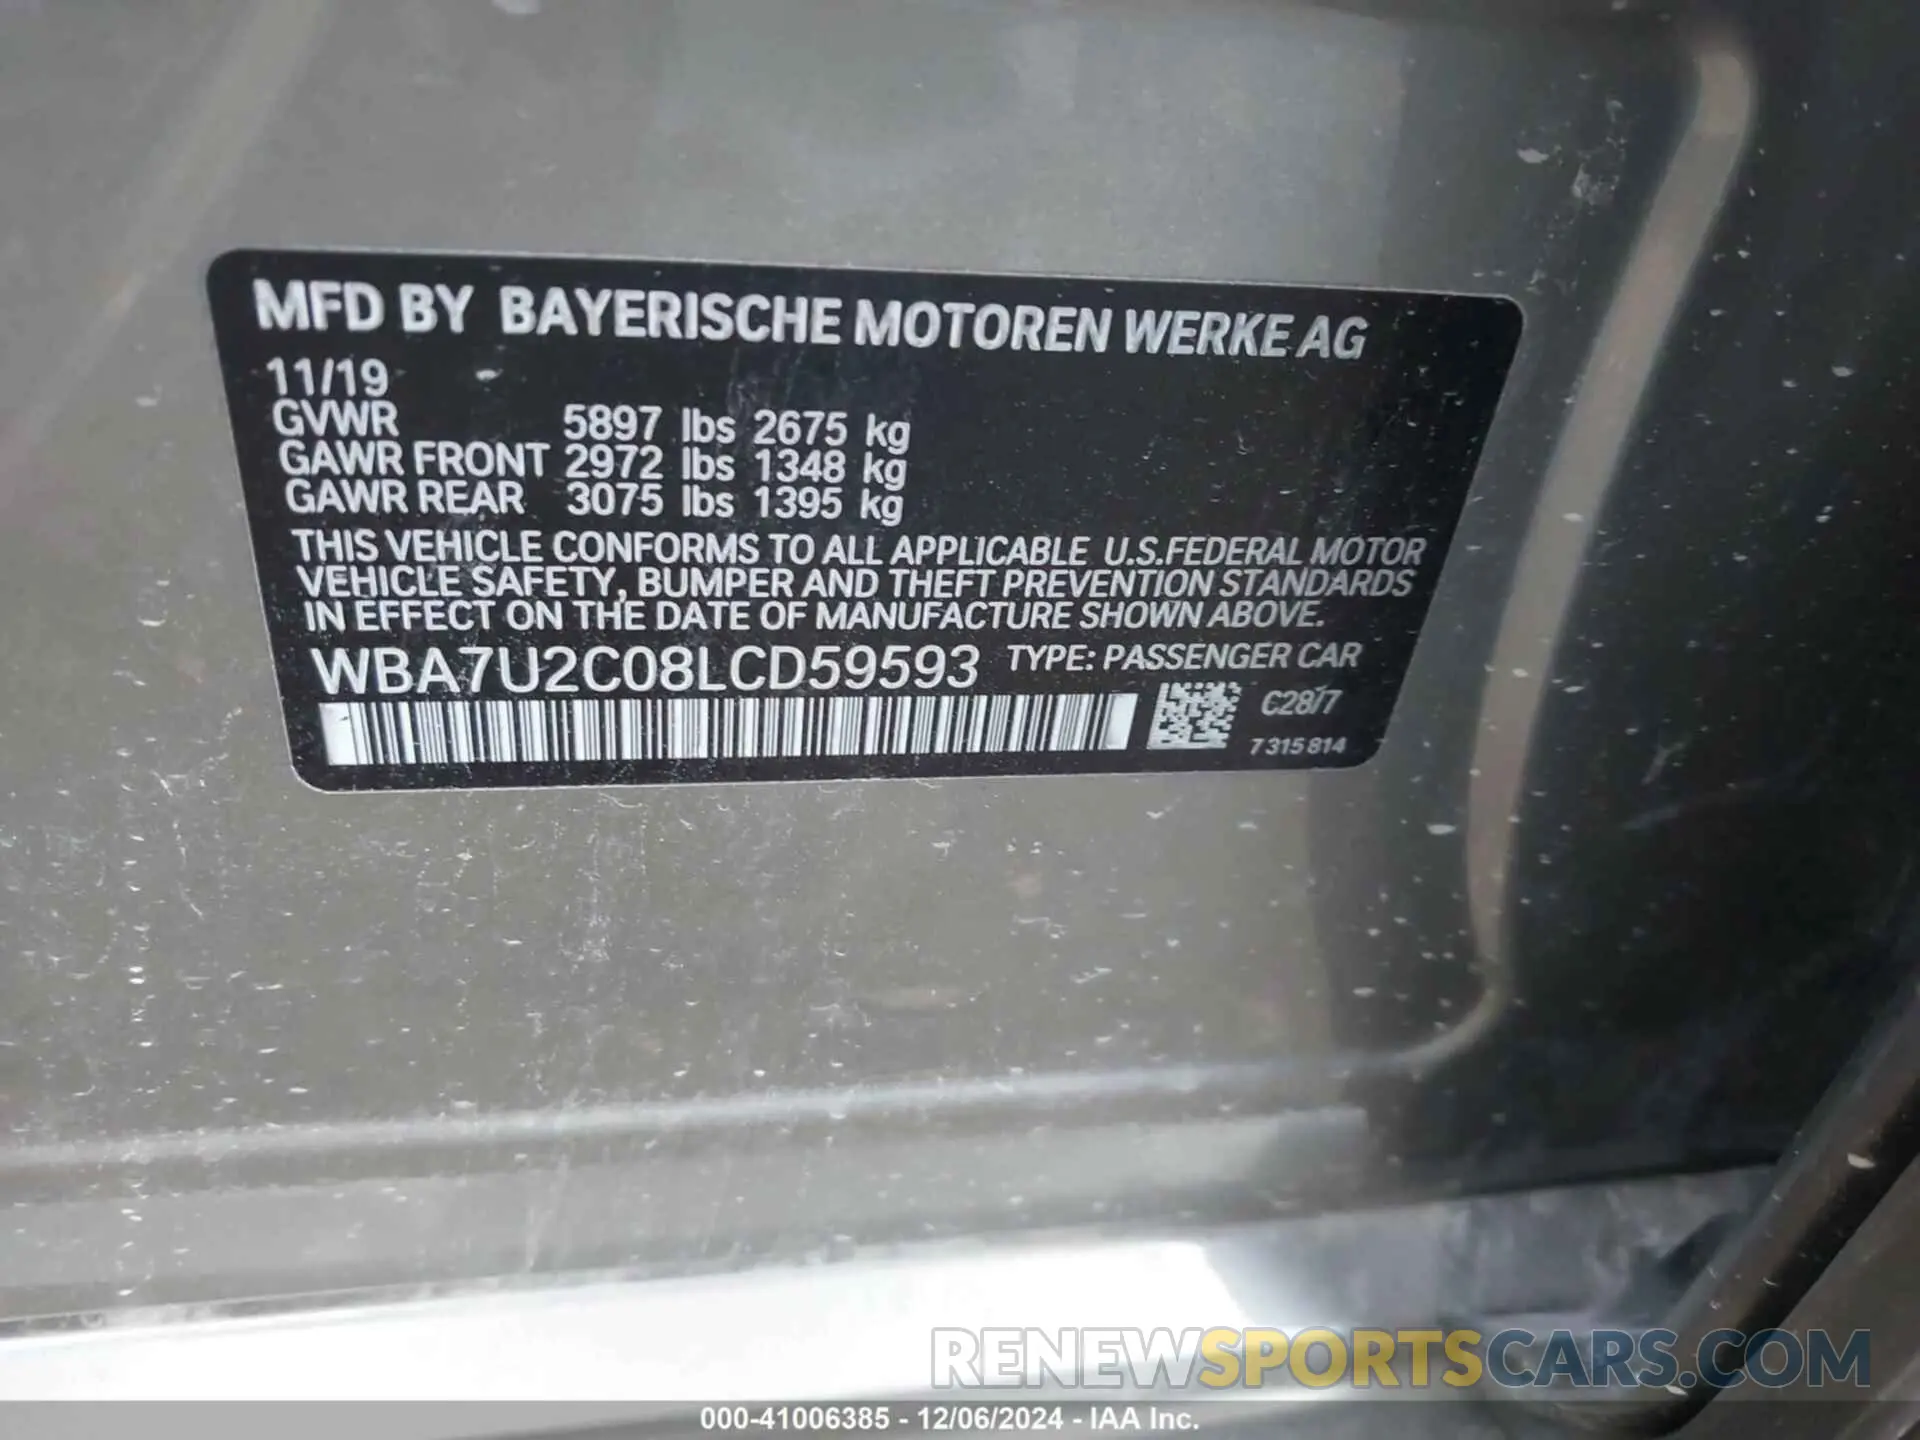 MFD BY BAYERISCHE MOTOREN WERKE AG
11/19
GVWR 5897 lbs 2675 kg
GAWR FRONT 2972 lbs 1348 kg
GAWR REAR 3075 lbs 1395 kg
THIS VEHICLE CONFORMS TO ALL APPLICABLE U.S.FEDERAL MOTOR
VEHICLE SAFETY, BUMPER AND THEFT PREVENTION STANDARDS
IN EFFECT ON THE DATE OF MANUFACTURE SHOWN ABOVE.
WBA7U2C08LCD59593 TYPE: PASSENGER CAR
C28/7
7 315 814
RENEWSPORTSCARS.COM
000-41006385 - 12/06/2024 - IAA Inc.